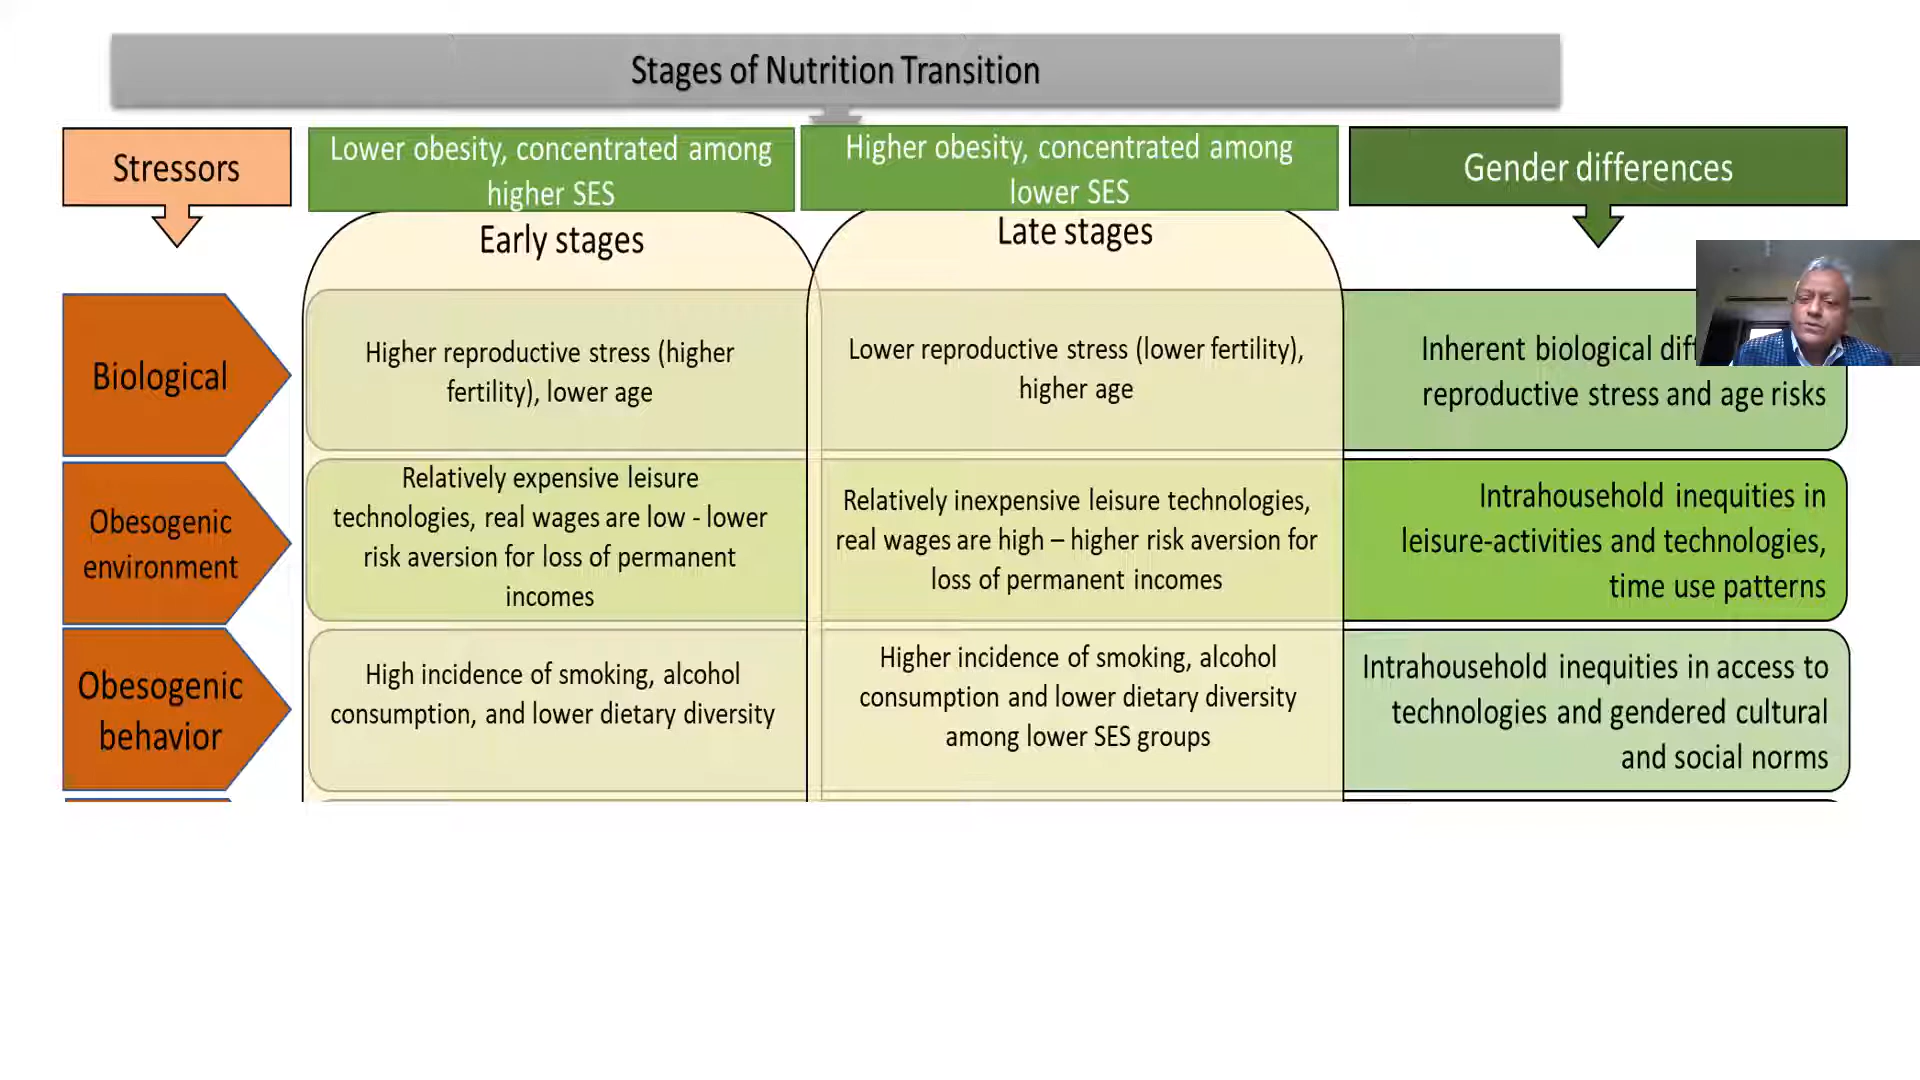 Stages of Nutrition Transition
Stressors
Lower obesity, concentrated among
higher SES
Higher obesity, concentrated among
lower SES
Gender differences
Early stages
Late stages
Biological
Higher reproductive stress (higher
fertility), lower age
Lower reproductive stress (lower fertility),
higher age
Inherent biological
reproductive stress and age risks
Obesogenic
environment
Relatively expensive leisure
technologies, real wages are low - lower
risk aversion for loss of permanent
incomes
Relatively inexpensive leisure technologies,
real wages are high – higher risk aversion for
loss of permanent incomes
Intrahousehold inequities in
leisure-activities and technologies,
time use patterns
Obesogenic
behavior
High incidence of smoking, alcohol
consumption, and lower dietary diversity
Higher incidence of smoking, alcohol
consumption and lower dietary diversity
among lower SES groups
Intrahousehold inequities in access to
technologies and gendered cultural
and social norms